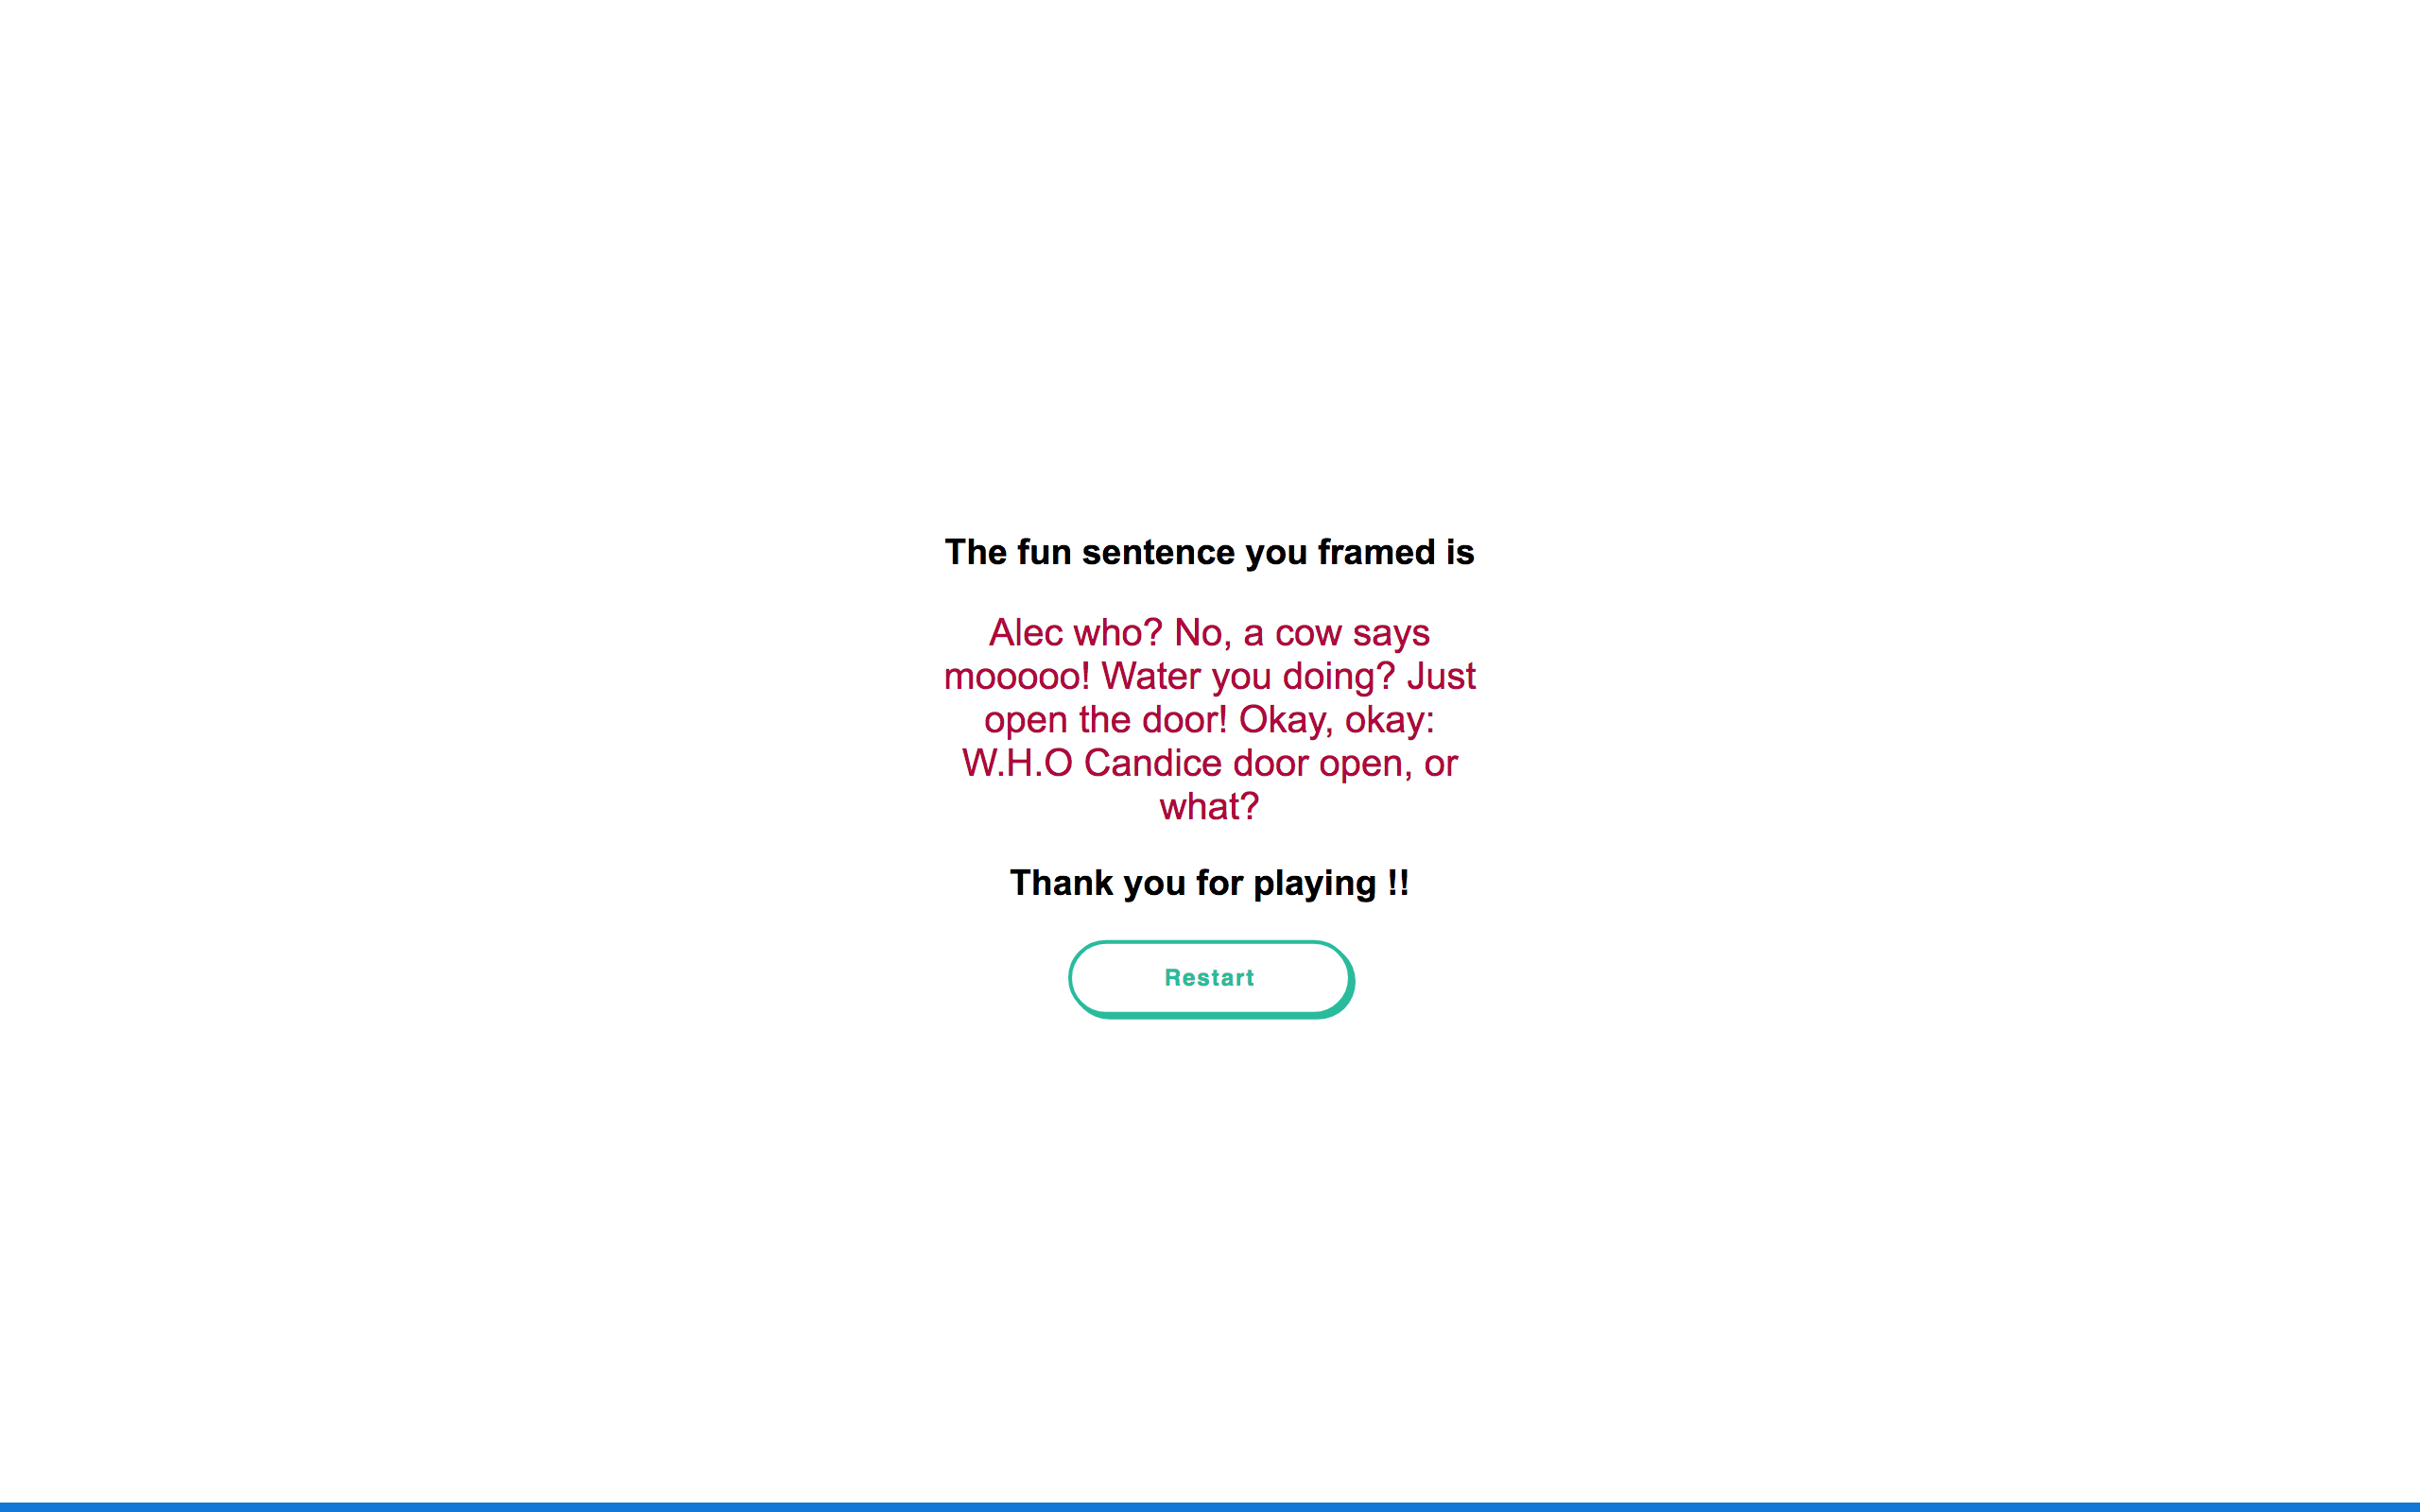 The fun sentence you framed is
Alec who? No, a cow says
mooooo! Water you doing? Just
open the door! Okay, okay:
W.H.O Candice door open, or
what?
Thank you for playing !!
Restart